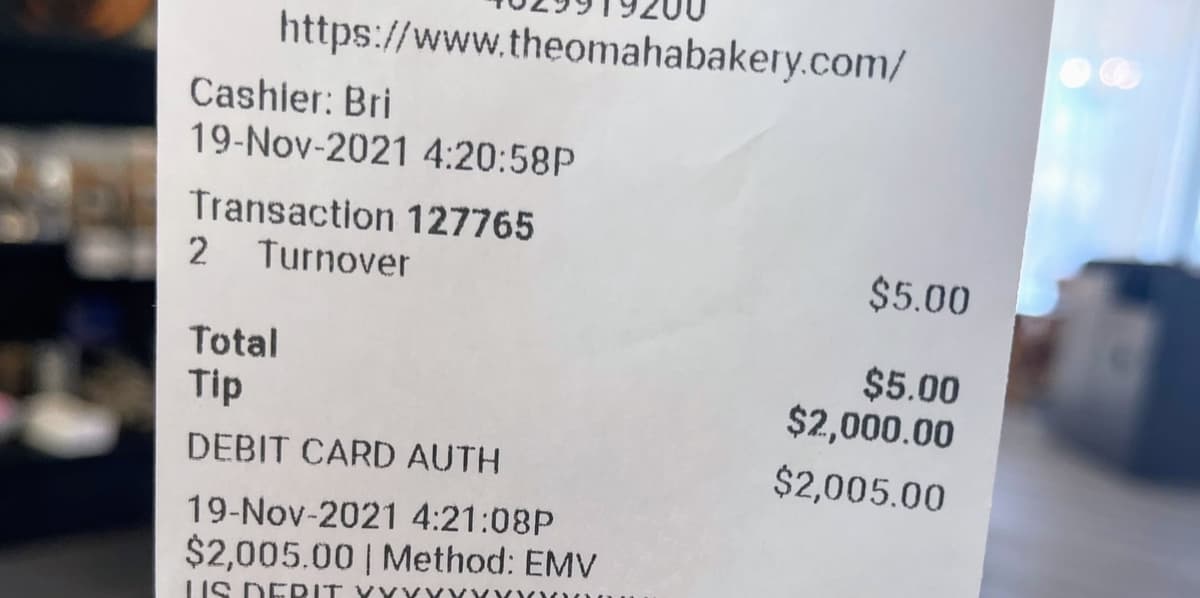 https://www.theomahabakery.com/
Cashier: Bri
19-Nov-2021 4:20:58P
Transaction 127765
2 Turnover $5.00
Total $5.00
Tip $2,000.00
DEBIT CARD AUTH $2,005.00
19-Nov-2021 4:21:08P
$2,005.00 | Method: EMV
US DEBIT